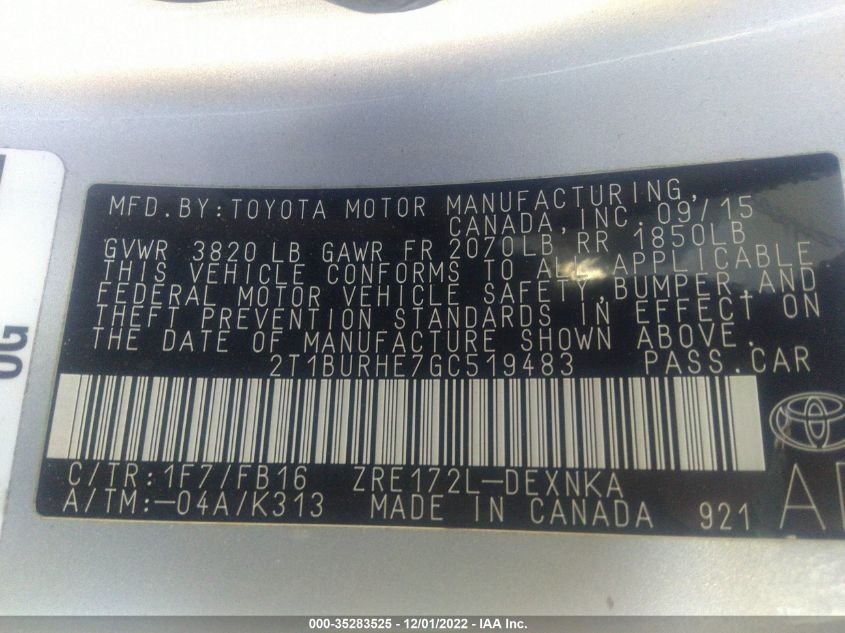 MFD.BY:TOYOTA MOTOR MANUFACTURING,
CANADA,INC.09/15
GVWR 3820 LB GAWR FR 2070LB RR 1850LB
THIS VEHICLE CONFORMS TO ALL APPLICABLE
FEDERAL MOTOR VEHICLE SAFETY,BUMPER,AND
THEFT PREVENTION STANDARDS IN EFFECT ON
THE DATE OF MANUFACTURE SHOWN ABOVE.
2T1BURHE7GC519483 PASS.CAR
C/TR:1F7/FB16 ZRE172L-DEXNKA
A/TM:-04A/K313 MADE IN CANADA 921
000-35283525 - 12/01/2022 - IAA Inc.